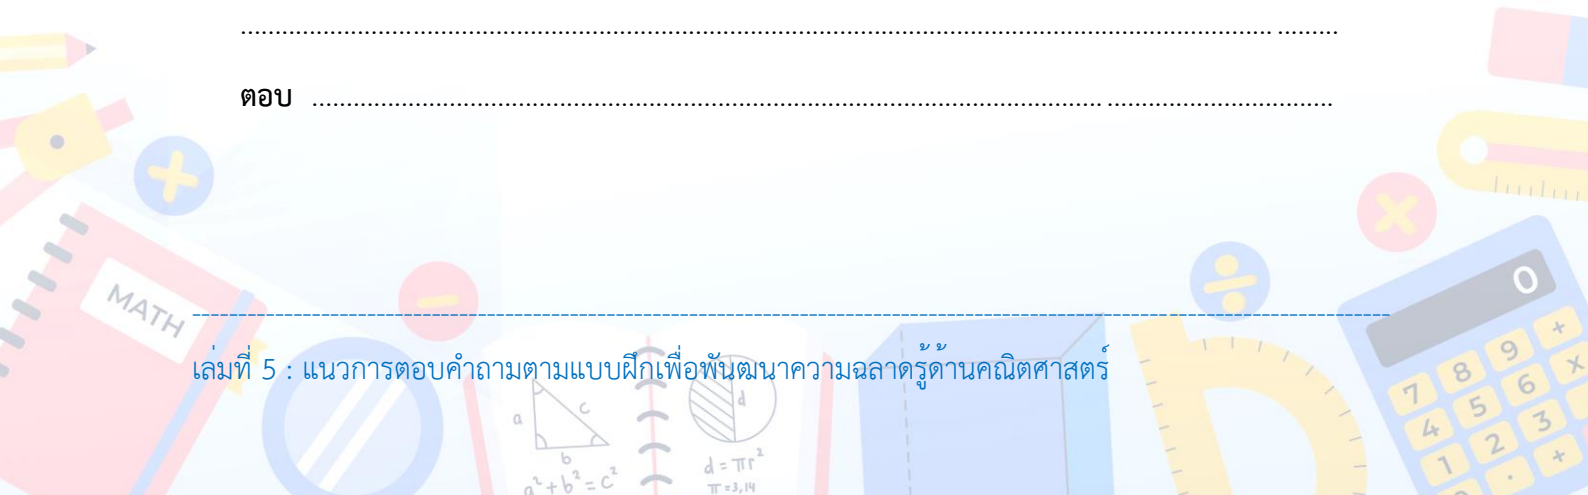 ........................................................................................................................................................
ตอบ ................................................................................................................................................
เล่มที่ 5 : แนวการตอบคำถามตามแบบฝึกเพื่อพัฒนาความฉลาดรู้ด้านคณิตศาสตร์
MATH
a
c
b
a²+b²=c²
d
d = πr²
π=3,14
0
7 8 9 +
4 5 6 x
1 2 3
. +